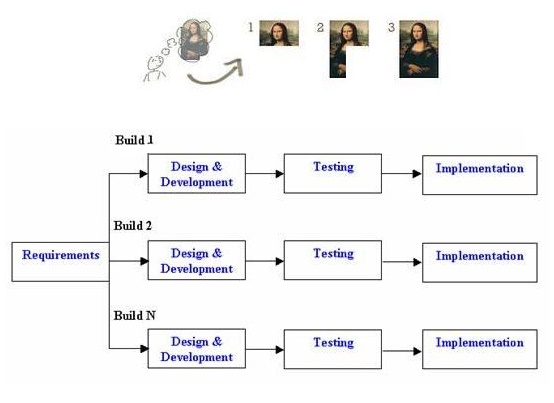 1 2 3
Build 1
Design &
Development
Testing
Implementation
Build 2
Requirements
Design &
Development
Testing
Implementation
Build N
Design &
Development
Testing
Implementation